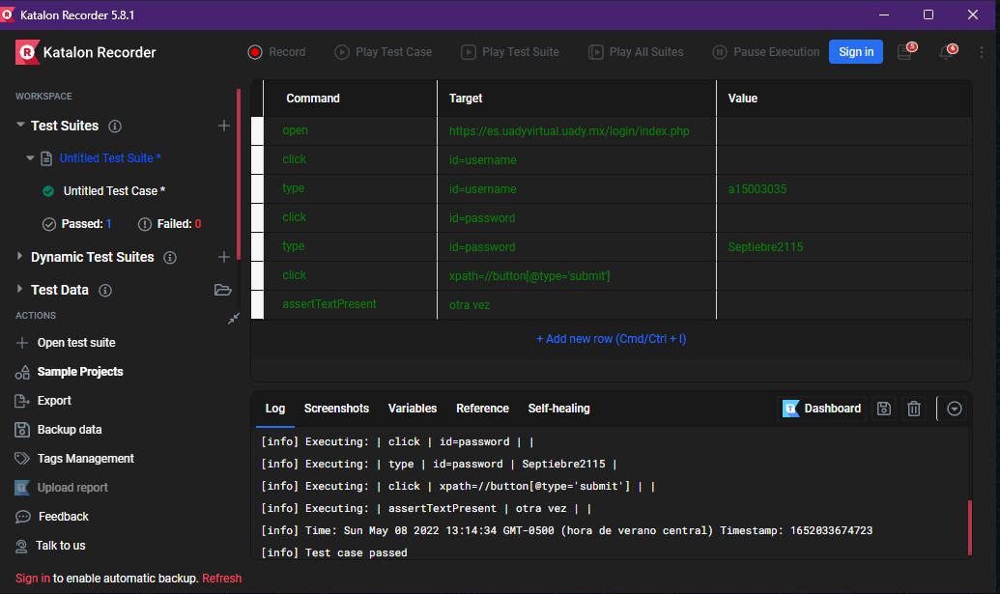 Katalon Recorder 5.8.1
Katalon Recorder
Record
Play Test Case
Play Test Suite
Play All Suites
Pause Execution
Sign in
5
6
WORKSPACE
Test Suites
Untitled Test Suite *
Untitled Test Case *
Passed: 1 Failed: 0
Dynamic Test Suites
Test Data
ACTIONS
Open test suite
Sample Projects
Export
Backup data
Tags Management
Upload report
Feedback
Talk to us
Sign in to enable automatic backup. Refresh
Command Target Value
open https://es.uadyvirtual.uady.mx/login/index.php
click id=username
type id=username a15003035
click id=password
type id=password Septiebre2115
click xpath=//button[@type='submit']
assertTextPresent otra vez
+ Add new row (Cmd/Ctrl + I)
Log Screenshots Variables Reference Self-healing Dashboard
[info] Executing: | click | id=password | |
[info] Executing: | type | id=password | Septiebre2115 |
[info] Executing: | click | xpath=//button[@type='submit'] | |
[info] Executing: | assertTextPresent | otra vez | |
[info] Time: Sun May 08 2022 13:14:34 GMT-0500 (hora de verano central) Timestamp: 1652033674723
[info] Test case passed